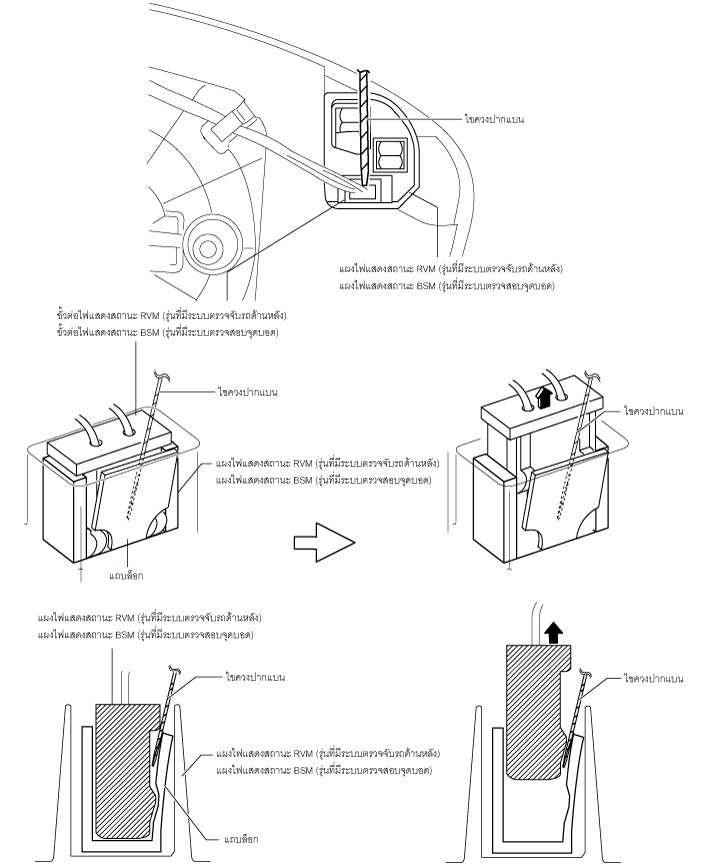 ไขควงปากแบน
แผงไฟแสดงสถานะ RVM (รุ่นที่มีระบบตรวจจับรถด้านหลัง)
แผงไฟแสดงสถานะ BSM (รุ่นที่มีระบบตรวจสอบจุดบอด)
ขั้วต่อไฟแสดงสถานะ RVM (รุ่นที่มีระบบตรวจจับรถด้านหลัง)
ขั้วต่อไฟแสดงสถานะ BSM (รุ่นที่มีระบบตรวจสอบจุดบอด)
ไขควงปากแบน
ไขควงปากแบน
แผงไฟแสดงสถานะ RVM (รุ่นที่มีระบบตรวจจับรถด้านหลัง)
แผงไฟแสดงสถานะ BSM (รุ่นที่มีระบบตรวจสอบจุดบอด)
แถบล็อก
แผงไฟแสดงสถานะ RVM (รุ่นที่มีระบบตรวจจับรถด้านหลัง)
แผงไฟแสดงสถานะ BSM (รุ่นที่มีระบบตรวจสอบจุดบอด)
ไขควงปากแบน
ไขควงปากแบน
แผงไฟแสดงสถานะ RVM (รุ่นที่มีระบบตรวจจับรถด้านหลัง)
แผงไฟแสดงสถานะ BSM (รุ่นที่มีระบบตรวจสอบจุดบอด)
แถบล็อก